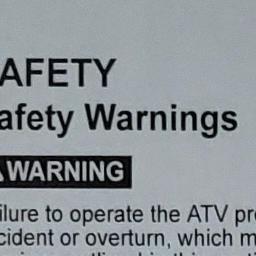 AFETY
afety Warnings
WARNING
ilure to operate the ATV pr
cident or overturn, which m